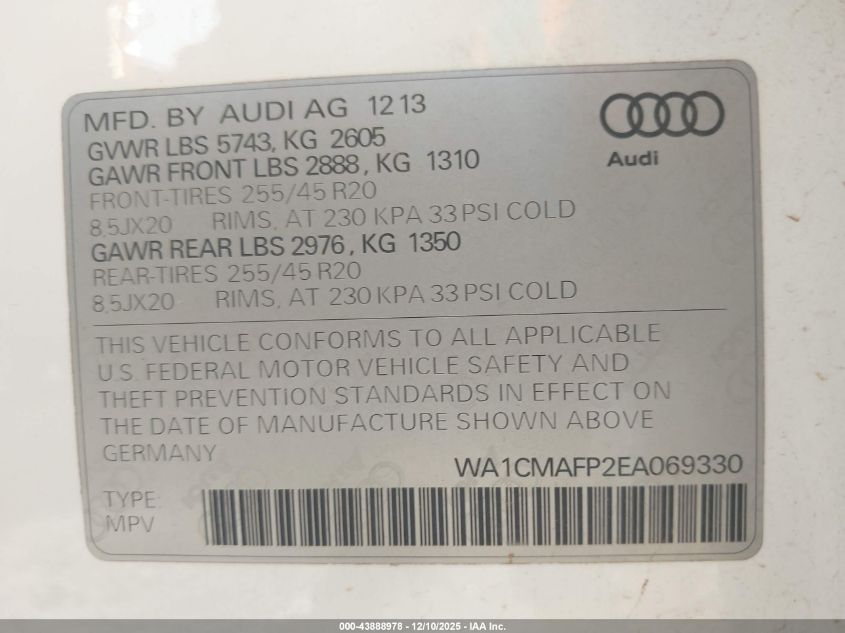 MFD. BY AUDI AG 12 13
GVWR LBS 5743, KG 2605
GAWR FRONT LBS 2888, KG 1310
FRONT-TIRES 255/45 R20
8,5JX20 RIMS, AT 230 KPA 33 PSI COLD
GAWR REAR LBS 2976, KG 1350
REAR-TIRES 255/45 R20
8,5JX20 RIMS, AT 230 KPA 33 PSI COLD
Audi
THIS VEHICLE CONFORMS TO ALL APPLICABLE
U.S. FEDERAL MOTOR VEHICLE SAFETY AND
THEFT PREVENTION STANDARDS IN EFFECT ON
THE DATE OF MANUFACTURE SHOWN ABOVE
GERMANY
WA1CMAFP2EA069330
TYPE:
MPV
000-43888978 - 12/10/2025 - IAA Inc.